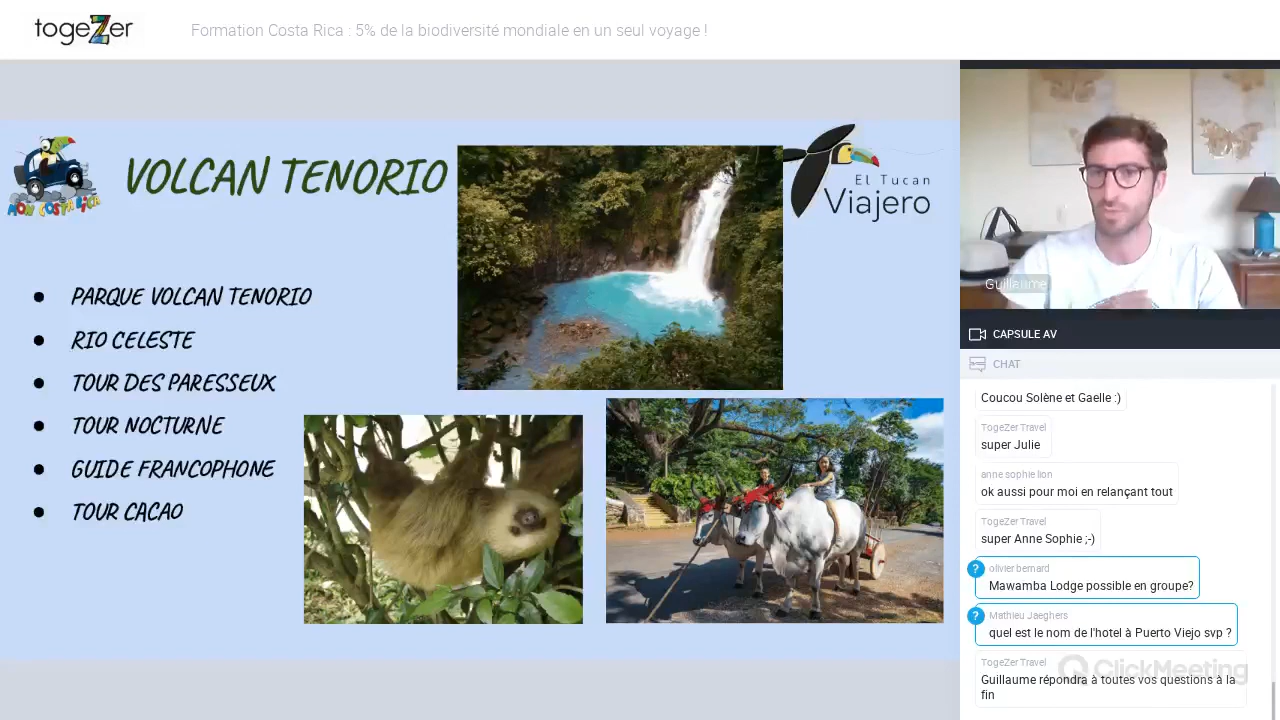 togeZer
Formation Costa Rica : 5% de la biodiversité mondiale en un seul voyage !
MON COSTA RICA
VOLCAN TENORIO
El Tucan
Viajero
PARQUE VOLCAN TENORIO
RIO CELESTE
TOUR DES PARESSEUX
TOUR NOCTURNE
GUIDE FRANCOPHONE
TOUR CACAO
Guillaume
CAPSULE AV
CHAT
Coucou Solène et Gaelle :)
TogeZer Travel
super Julie
anne sophie lion
ok aussi pour moi en relançant tout
TogeZer Travel
super Anne Sophie ;-)
?
olivier bernard
Mawamba Lodge possible en groupe?
?
Mathieu Jaeghers
quel est le nom de l'hotel à Puerto Viejo svp ?
TogeZer Travel
ClickMeeting
Guillaume répondra à toutes vos questions à la
fin